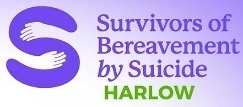 Survivors of
Bereavement
by Suicide
HARLOW